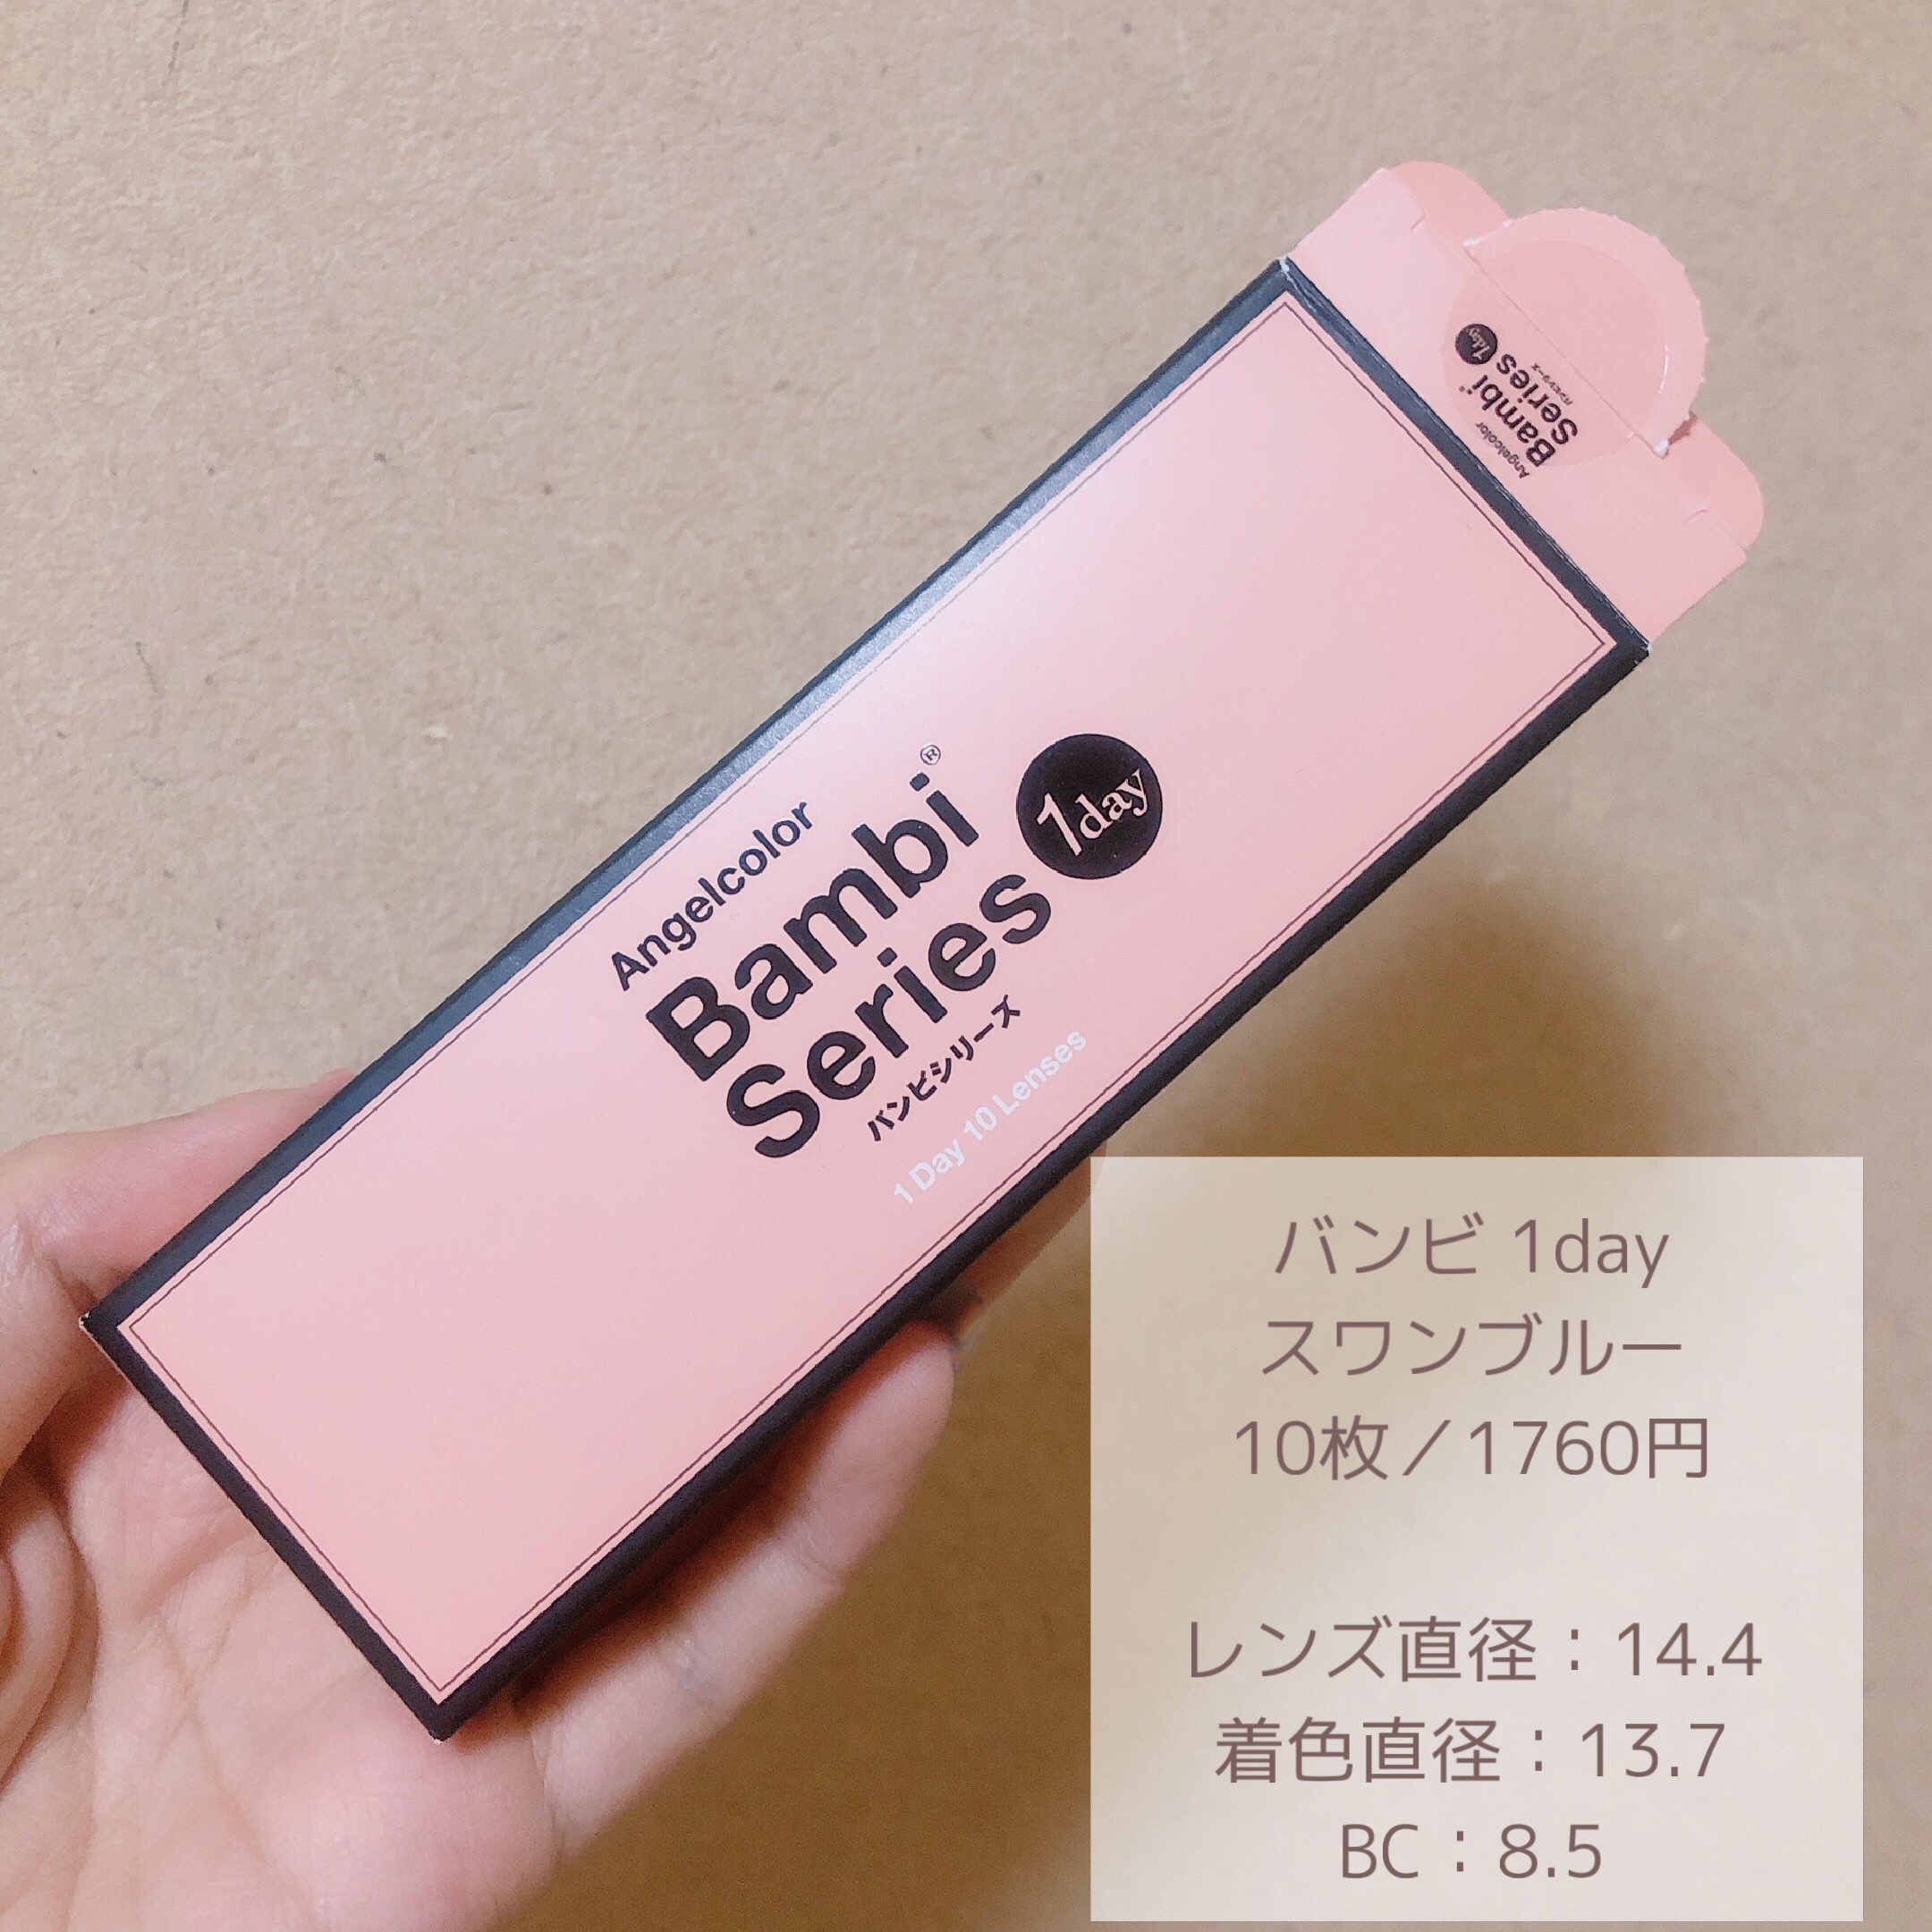 Angelcolor
Bambi
Series
1day
バンビシリーズ
1 Day 10 Lenses
Angelcolor
Bambi
Series
1day
バンビシリーズ
バンビ 1day
スワンブルー
10枚／1760円
レンズ直径：14.4
着色直径：13.7
BC：8.5